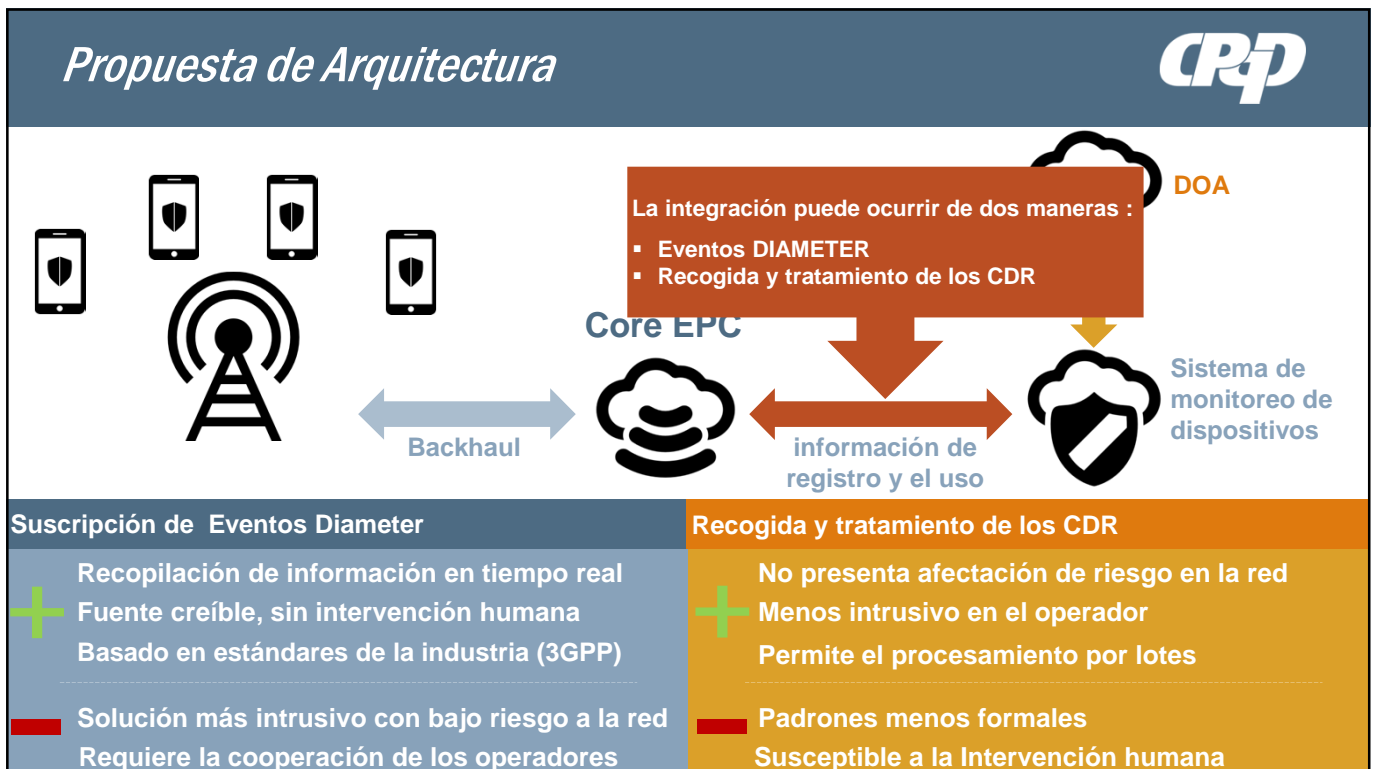 Propuesta de Arquitectura
CPqD
DOA
La integración puede ocurrir de dos maneras :
▪ Eventos DIAMETER
▪ Recogida y tratamiento de los CDR
Core EPC
Sistema de
monitoreo de
dispositivos
Backhaul
información de
registro y el uso
Suscripción de Eventos Diameter
Recopilación de información en tiempo real
Fuente creíble, sin intervención humana
Basado en estándares de la industria (3GPP)
Solución más intrusivo con bajo riesgo a la red
Requiere la cooperación de los operadores
Recogida y tratamiento de los CDR
No presenta afectación de riesgo en la red
Menos intrusivo en el operador
Permite el procesamiento por lotes
Padrones menos formales
Susceptible a la Intervención humana